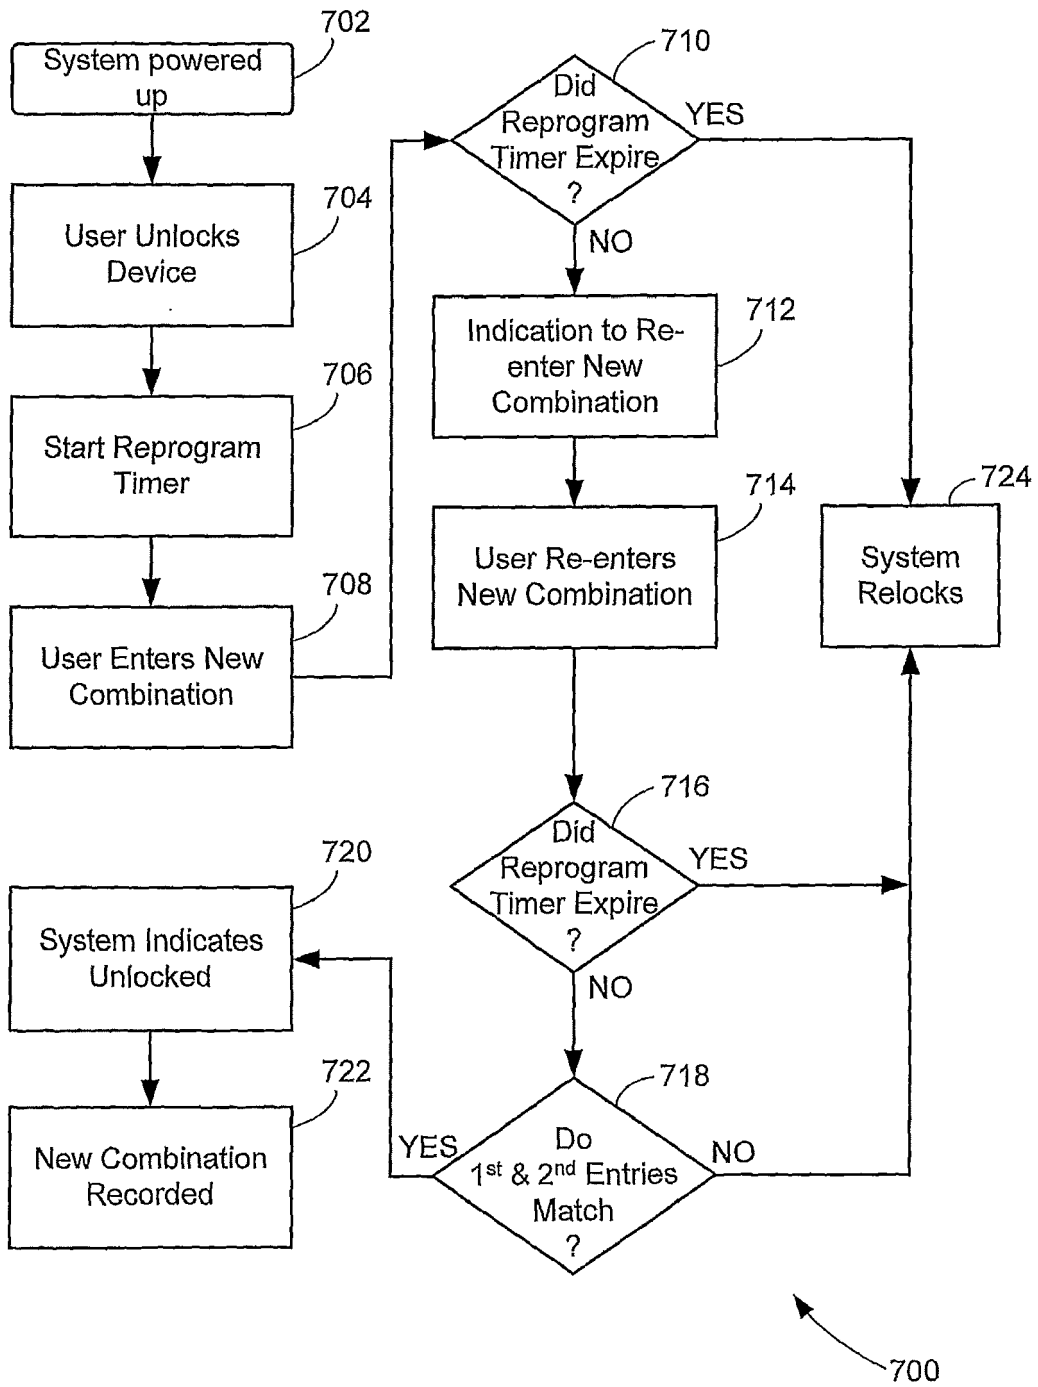 702
System powered
up
704
User Unlocks
Device
706
Start Reprogram
Timer
708
User Enters New
Combination
710
Did
Reprogram
Timer Expire
?
YES
NO
712
Indication to Re-
enter New
Combination
714
User Re-enters
New Combination
716
Did
Reprogram
Timer Expire
?
YES
NO
718
Do
1st & 2nd Entries
Match
?
YES
NO
720
System Indicates
Unlocked
722
New Combination
Recorded
724
System
Relocks
700